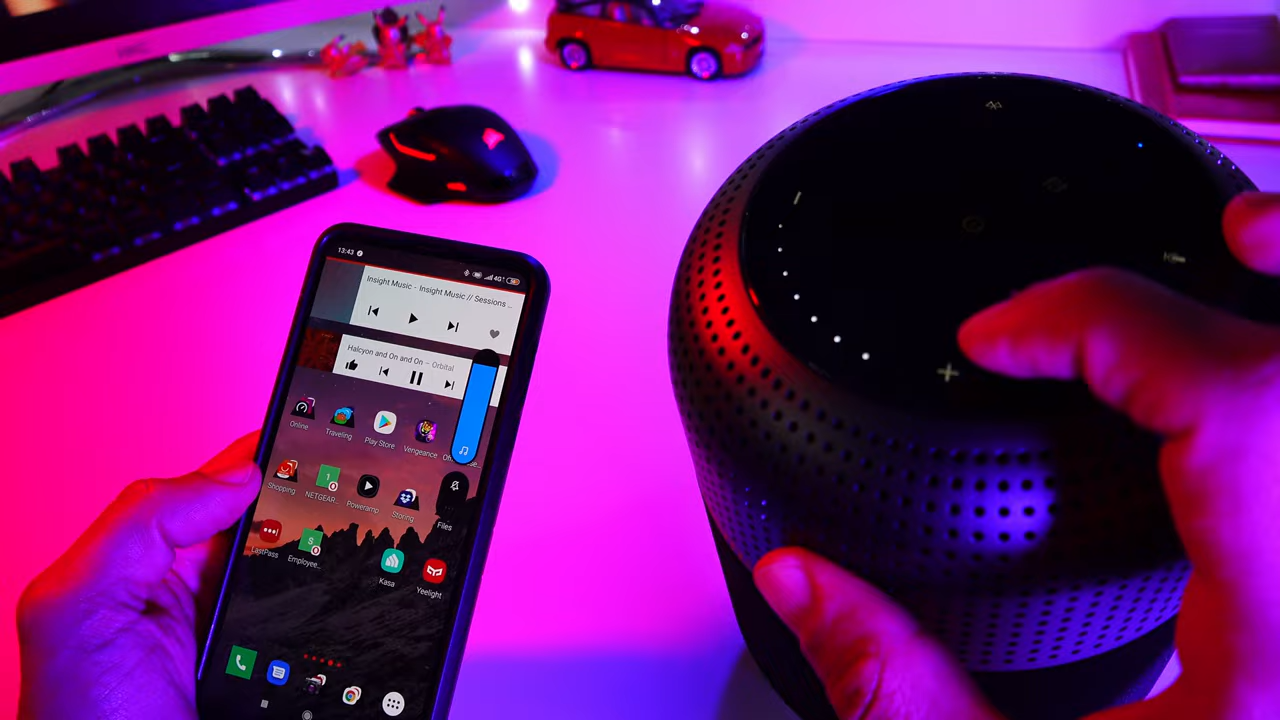 13:43
4G+
Insight Music - Insight Music // Sessions ...
Halcyon and On and On – Orbital
Online
Traveling
Play Store
Vengeance
Shopping
NETGEAR...
Poweramp
Storing
Files
LastPass
Employee...
Kasa
Yeelight